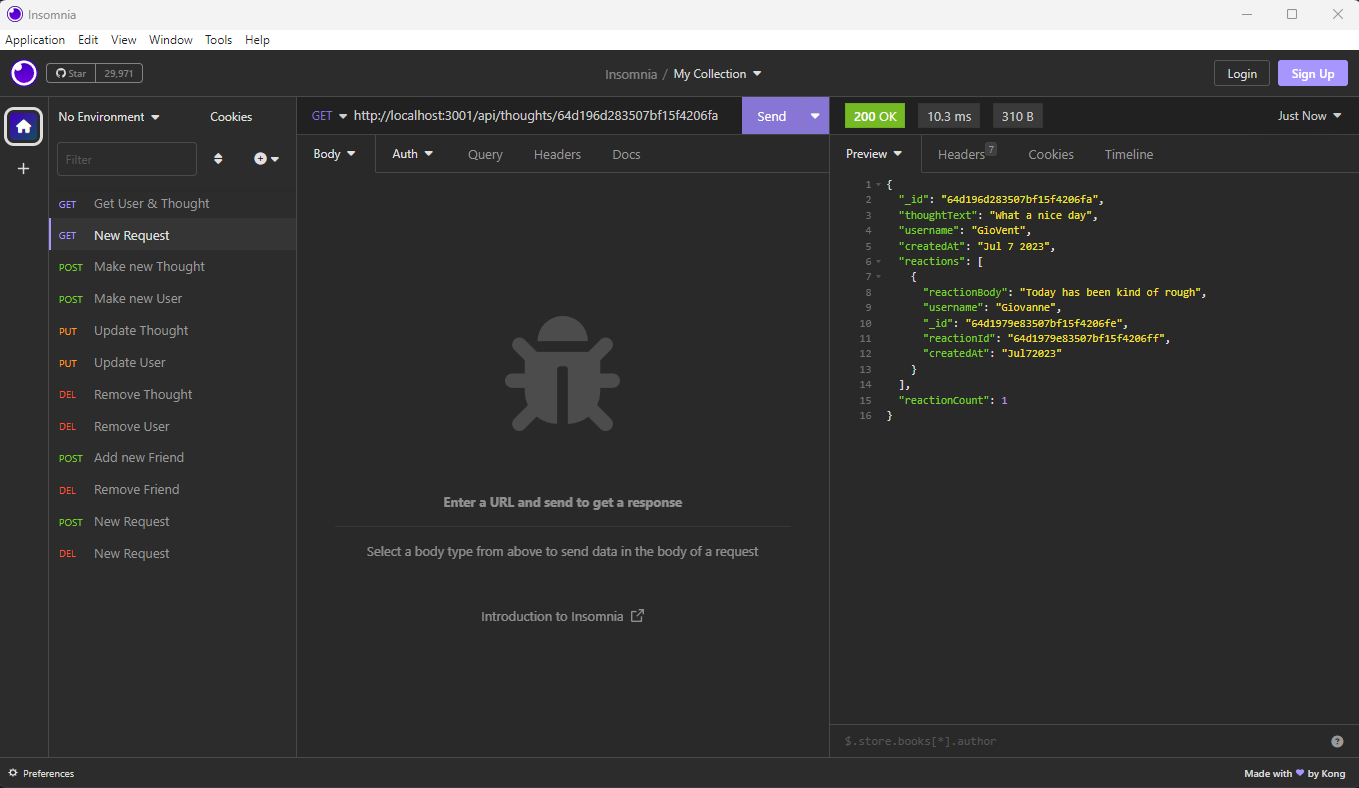 Insomnia
Application Edit View Window Tools Help
Star 29,971
Insomnia / My Collection
Login Sign Up
No Environment Cookies
Filter
GET Get User & Thought
GET New Request
POST Make new Thought
POST Make new User
PUT Update Thought
PUT Update User
DEL Remove Thought
DEL Remove User
POST Add new Friend
DEL Remove Friend
POST New Request
DEL New Request
GET http://localhost:3001/api/thoughts/64d196d283507bf15f4206fa Send
Body Auth Query Headers Docs
Enter a URL and send to get a response
Select a body type from above to send data in the body of a request
Introduction to Insomnia
200 OK 10.3 ms 310 B Just Now
Preview Headers 7 Cookies Timeline
1 {
2 "_id": "64d196d283507bf15f4206fa",
3 "thoughtText": "What a nice day",
4 "username": "GioVent",
5 "createdAt": "Jul 7 2023",
6 "reactions": [
7 {
8 "reactionBody": "Today has been kind of rough",
9 "username": "Giovanne",
10 "_id": "64d1979e83507bf15f4206fe",
11 "reactionId": "64d1979e83507bf15f4206ff",
12 "createdAt": "Jul72023"
13 }
14 ],
15 "reactionCount": 1
16 }
$.store.books[*].author ?
Preferences
Made with ♥ by Kong